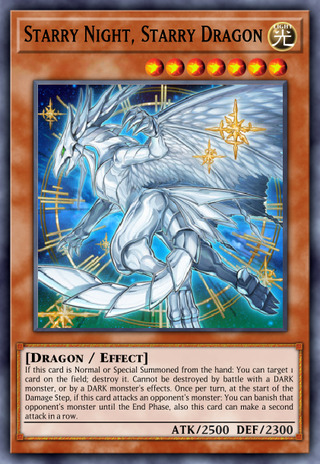 Starry Night, Starry Dragon
LIGHT
光
[Dragon / Effect]
If this card is Normal or Special Summoned from the hand: You can target 1
card on the field; destroy it. Cannot be destroyed by battle with a DARK
monster, or by a DARK monster's effects. Once per turn, at the start of the
Damage Step, if this card attacks an opponent's monster: You can banish that
opponent's monster until the End Phase, also this card can make a second
attack in a row.
ATK/2500 DEF/2300